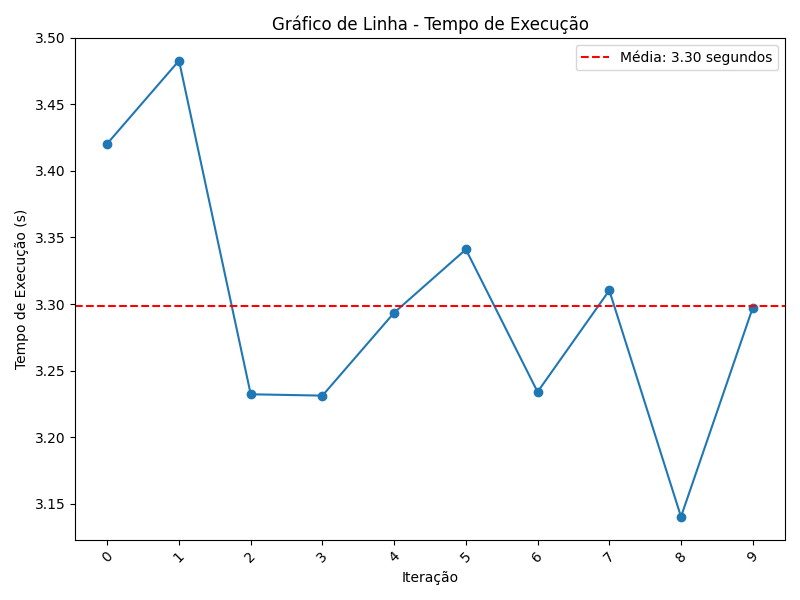 Gráfico de Linha - Tempo de Execução
Média: 3.30 segundos
3.50
3.45
3.40
3.35
3.30
3.25
3.20
3.15
Tempo de Execução (s)
0 1 2 3 4 5 6 7 8 9
Iteração